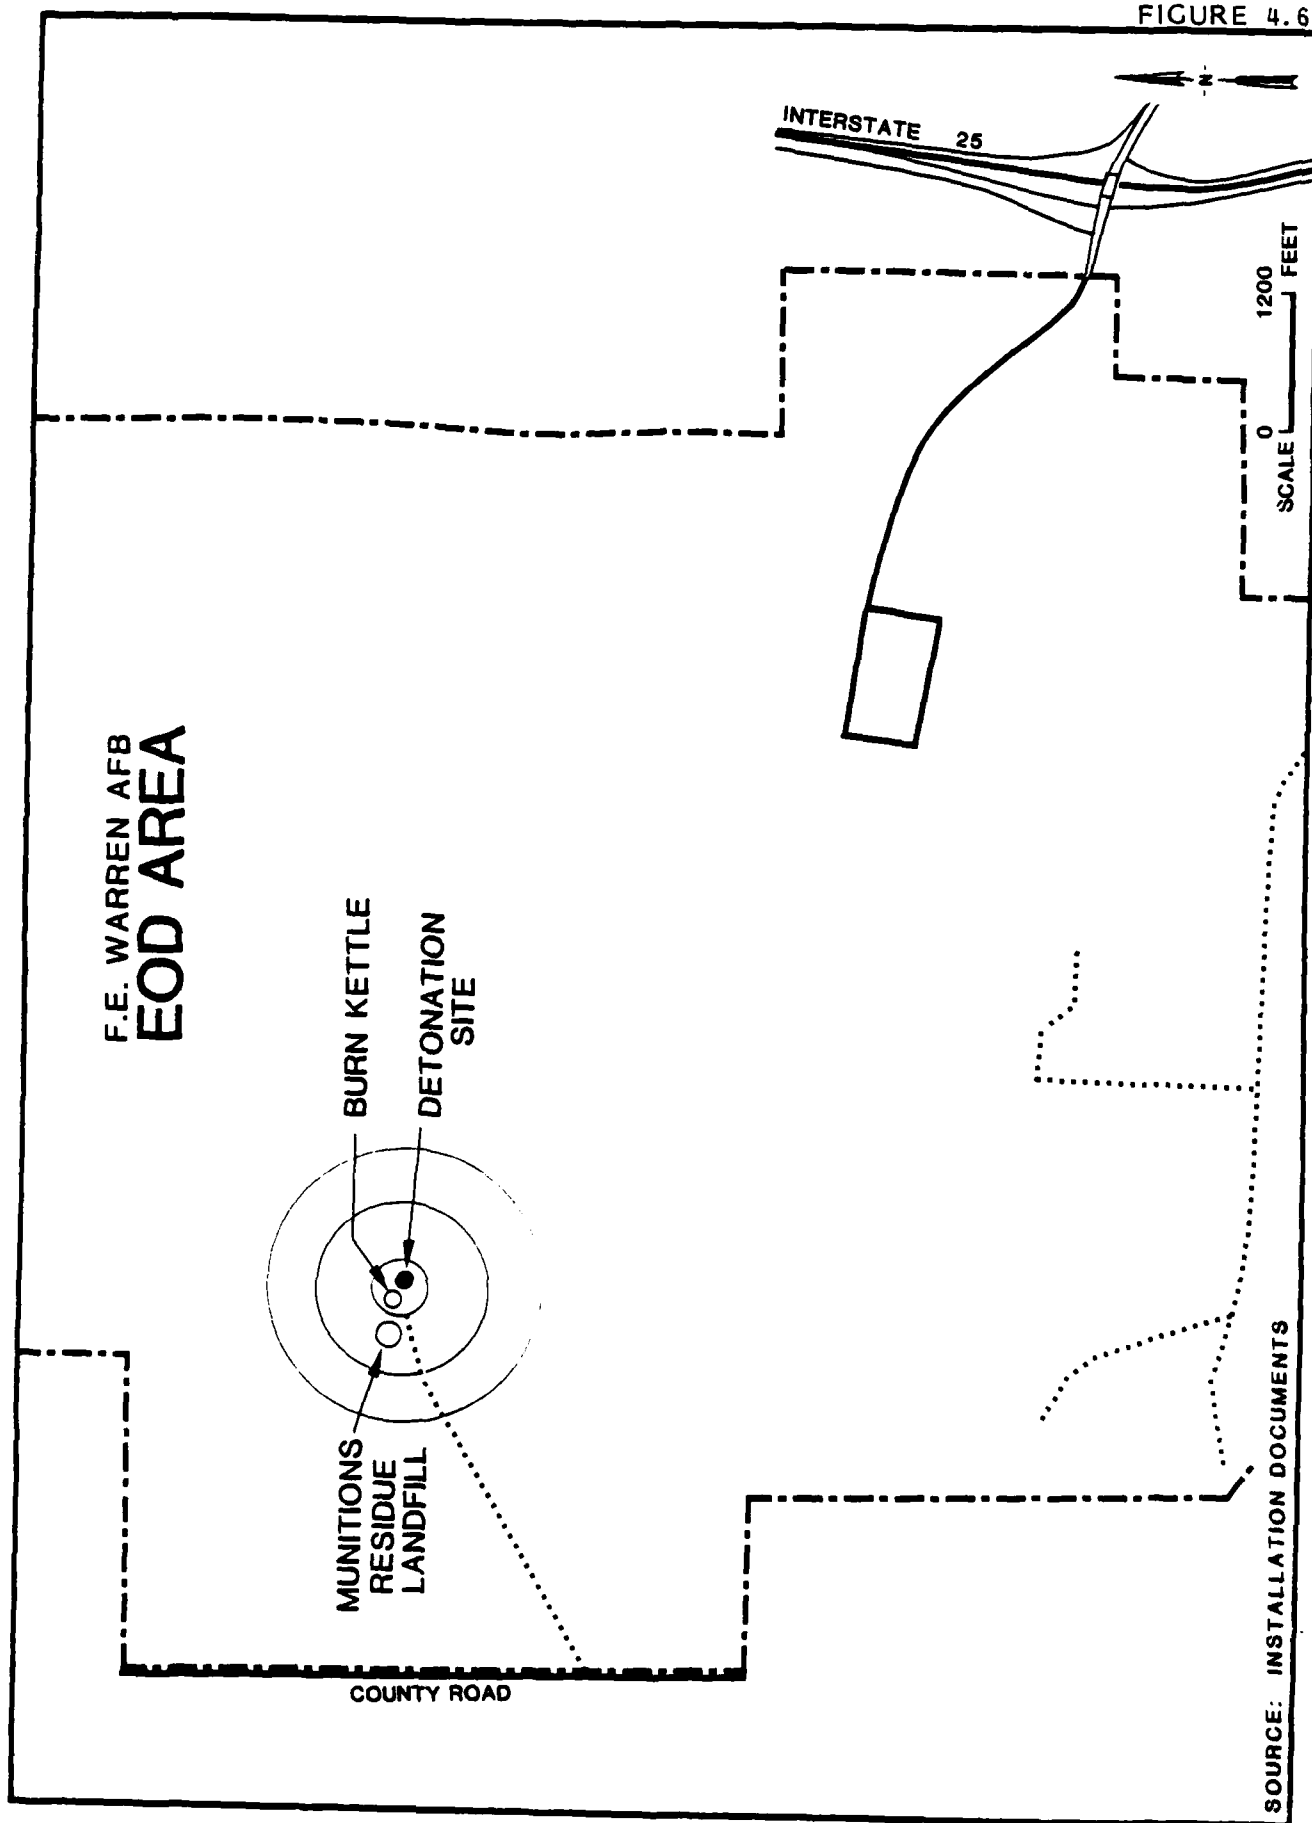 FIGURE 4.6
F.E. WARREN AFB
EOD AREA
INTERSTATE 25
N
BURN KETTLE
DETONATION
SITE
MUNITIONS
RESIDUE
LANDFILL
COUNTY ROAD
0 1200
SCALE FEET
SOURCE: INSTALLATION DOCUMENTS